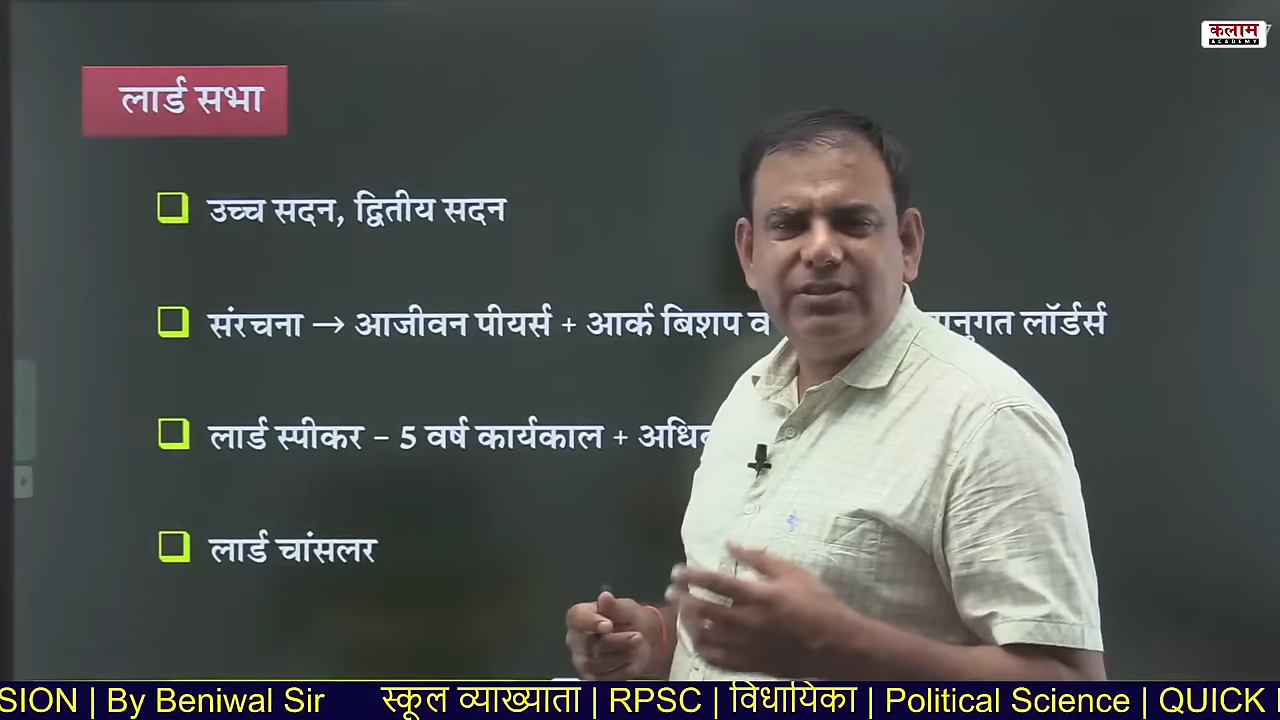 कलाम
ACADEMY
लार्ड सभा
उच्च सदन, द्वितीय सदन
संरचना → आजीवन पीयर्स + आर्क बिशप व लॉर्डर्स
लार्ड स्पीकर – 5 वर्ष कार्यकाल +
लार्ड चांसलर
SION | By Beniwal Sir स्कूल व्याख्याता | RPSC | विधायिका | Political Science | QUICK